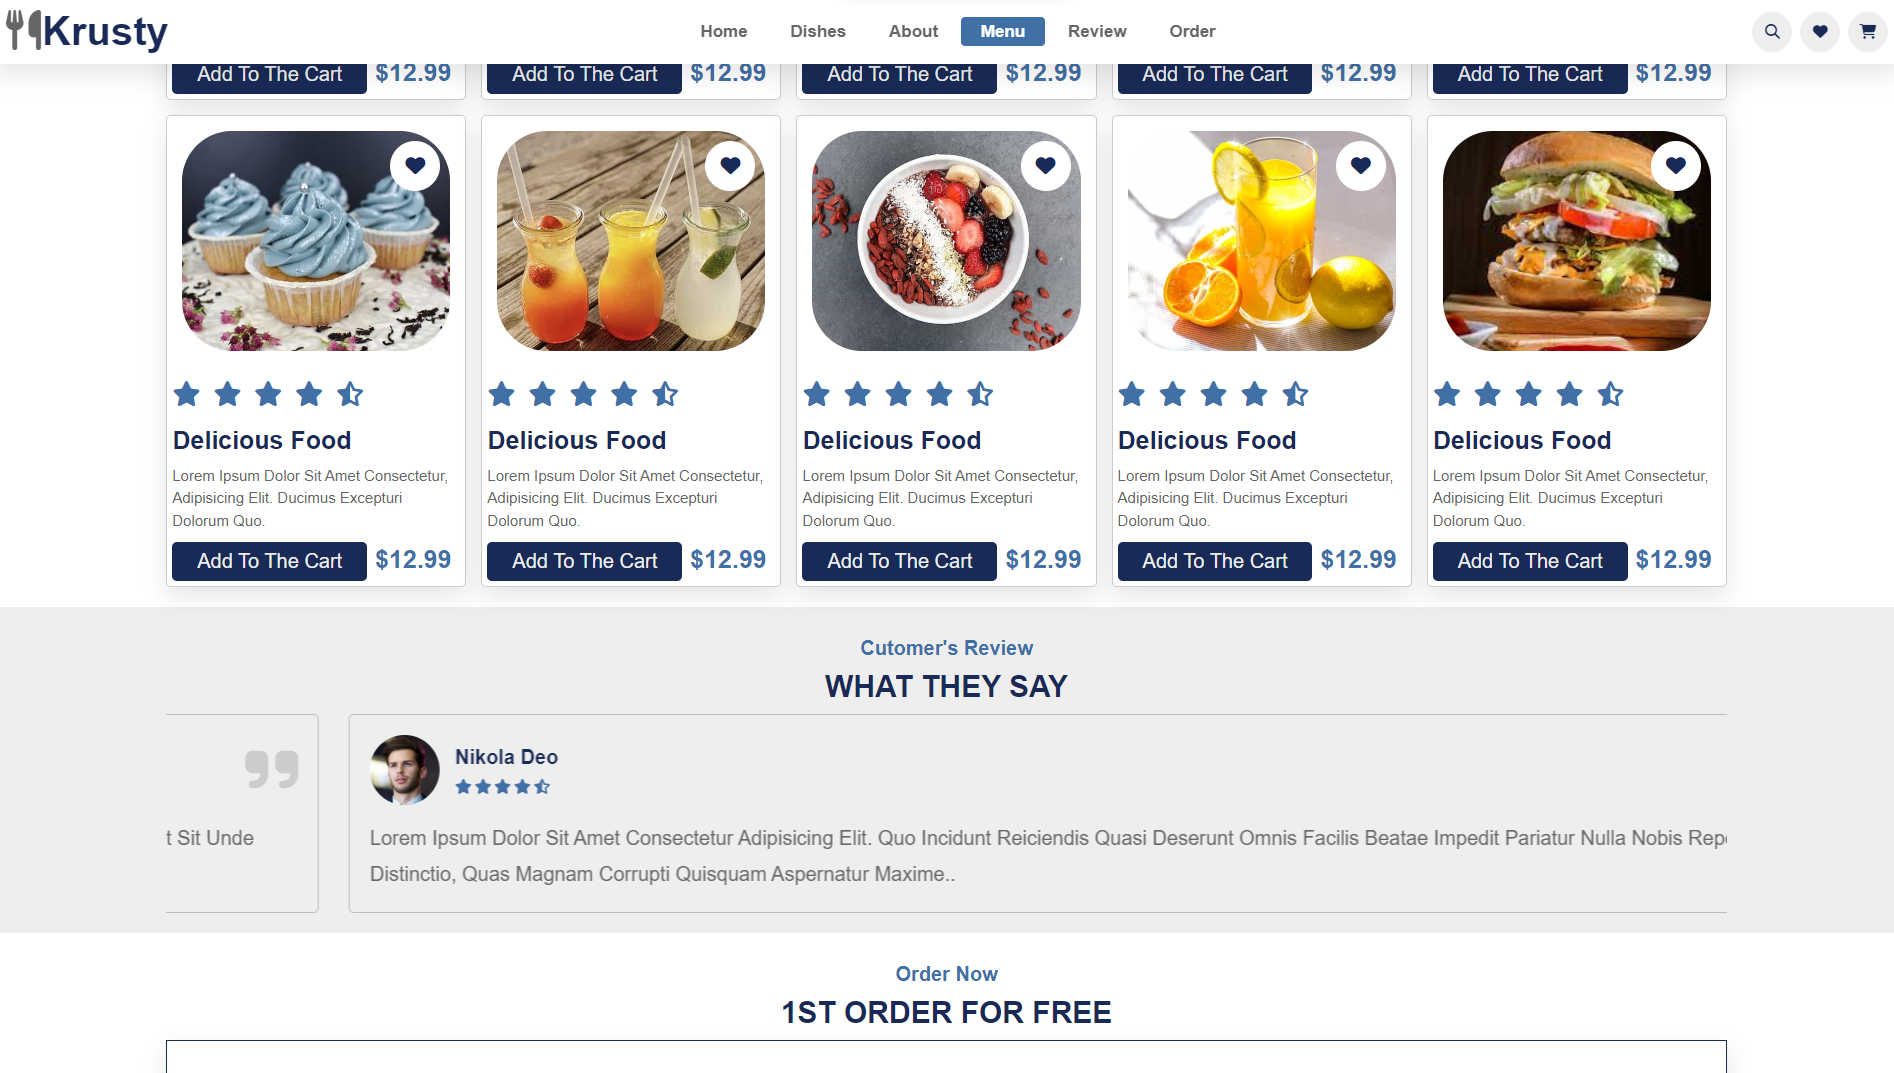 Krusty
Home Dishes About Menu Review Order
Add To The Cart $12.99 Add To The Cart $12.99 Add To The Cart $12.99 Add To The Cart $12.99 Add To The Cart $12.99
Delicious Food Delicious Food Delicious Food Delicious Food Delicious Food
Lorem Ipsum Dolor Sit Amet Consectetur, Lorem Ipsum Dolor Sit Amet Consectetur, Lorem Ipsum Dolor Sit Amet Consectetur, Lorem Ipsum Dolor Sit Amet Consectetur, Lorem Ipsum Dolor Sit Amet Consectetur,
Adipisicing Elit. Ducimus Excepturi Adipisicing Elit. Ducimus Excepturi Adipisicing Elit. Ducimus Excepturi Adipisicing Elit. Ducimus Excepturi Adipisicing Elit. Ducimus Excepturi
Dolorum Quo. Dolorum Quo. Dolorum Quo. Dolorum Quo. Dolorum Quo.
Add To The Cart $12.99 Add To The Cart $12.99 Add To The Cart $12.99 Add To The Cart $12.99 Add To The Cart $12.99
Cutomer's Review
WHAT THEY SAY
Nikola Deo
t Sit Unde
Lorem Ipsum Dolor Sit Amet Consectetur Adipisicing Elit. Quo Incidunt Reiciendis Quasi Deserunt Omnis Facilis Beatae Impedit Pariatur Nulla Nobis
Distinctio, Quas Magnam Corrupti Quisquam Aspernatur Maxime..
Order Now
1ST ORDER FOR FREE